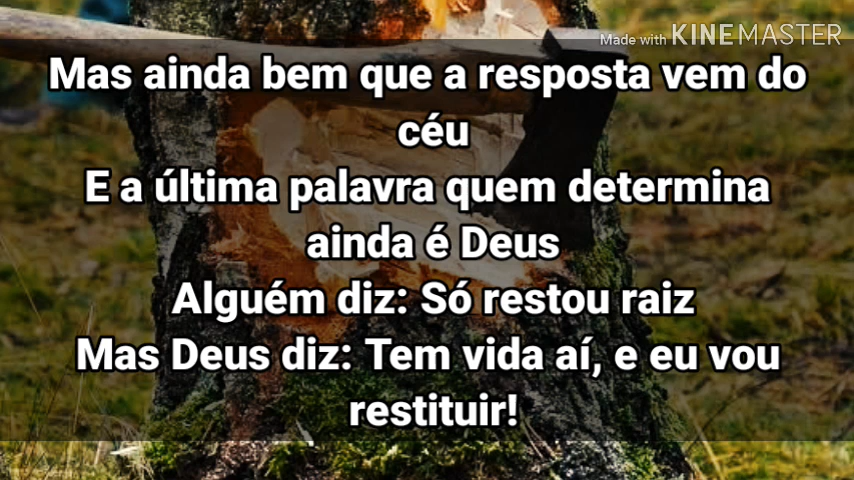 Made with KINEMASTER
Mas ainda bem que a resposta vem do
céu
E a última palavra quem determina
ainda é Deus
Alguém diz: Só restou raiz
Mas Deus diz: Tem vida aí, e eu vou
restituir!